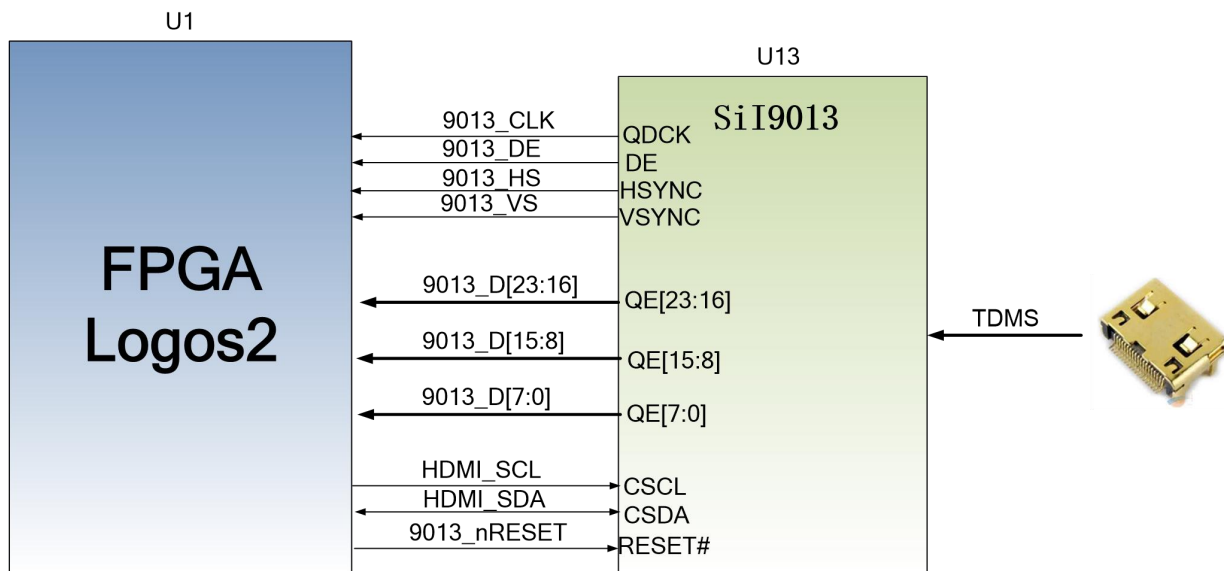 U1
U13
SiI9013
FPGA
Logos2
9013_CLK
QDCK
9013_DE
DE
9013_HS
HSYNC
9013_VS
VSYNC
9013_D[23:16]
QE[23:16]
9013_D[15:8]
QE[15:8]
9013_D[7:0]
QE[7:0]
TDMS
HDMI_SCL
CSCL
HDMI_SDA
CSDA
9013_nRESET
RESET#